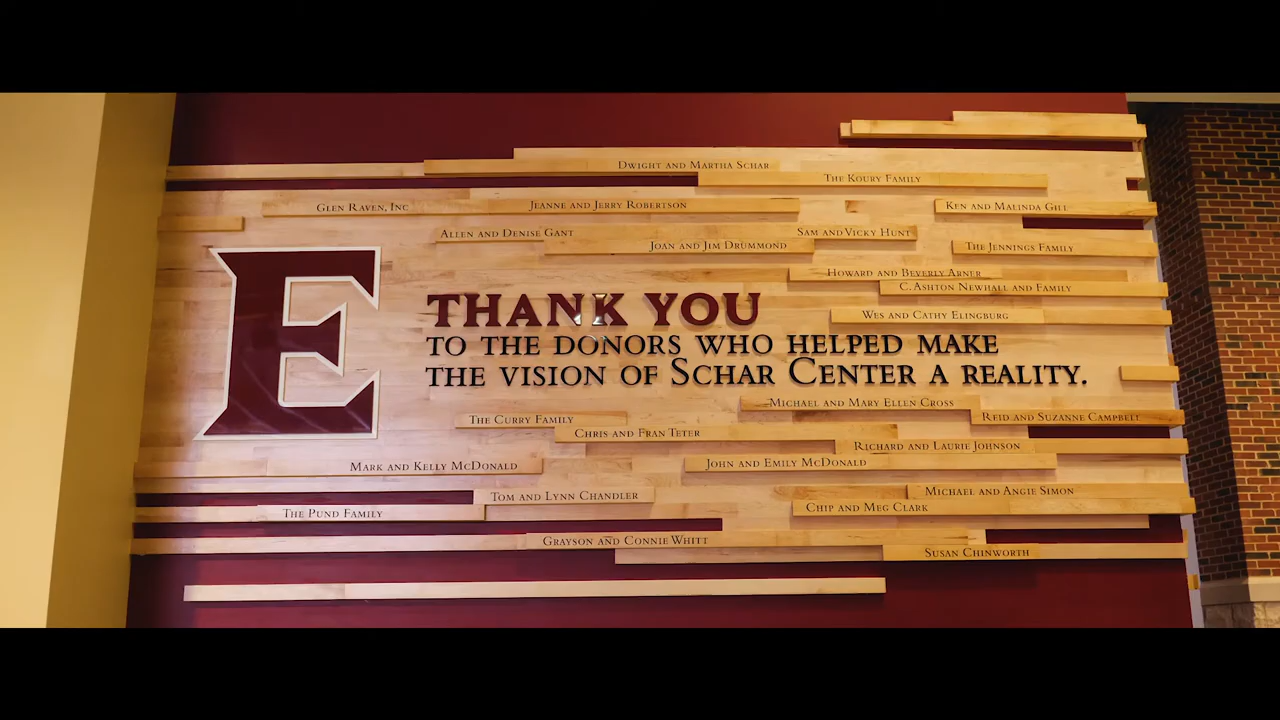 Dwight and Martha Schar
The Koury Family
Glen Raven, Inc
Jeanne and Jerry Robertson
Ken and Malinda Gill
Allen and Denise Gant
Sam and Vicky Hunt
Joan and Jim Drummond
The Jennings Family
Howard and Beverly Arner
C. Ashton Newhall and Family
Wes and Cathy Elingburg
E
THANK YOU
TO THE DONORS WHO HELPED MAKE
THE VISION OF SCHAR CENTER A REALITY.
Michael and Mary Ellen Cross
Reid and Suzanne Campbell
The Curry Family
Chris and Fran Teter
Richard and Laurie Johnson
Mark and Kelly McDonald
John and Emily McDonald
Tom and Lynn Chandler
Michael and Angie Simon
The Pund Family
Chip and Meg Clark
Grayson and Connie Whitt
Susan Chinworth